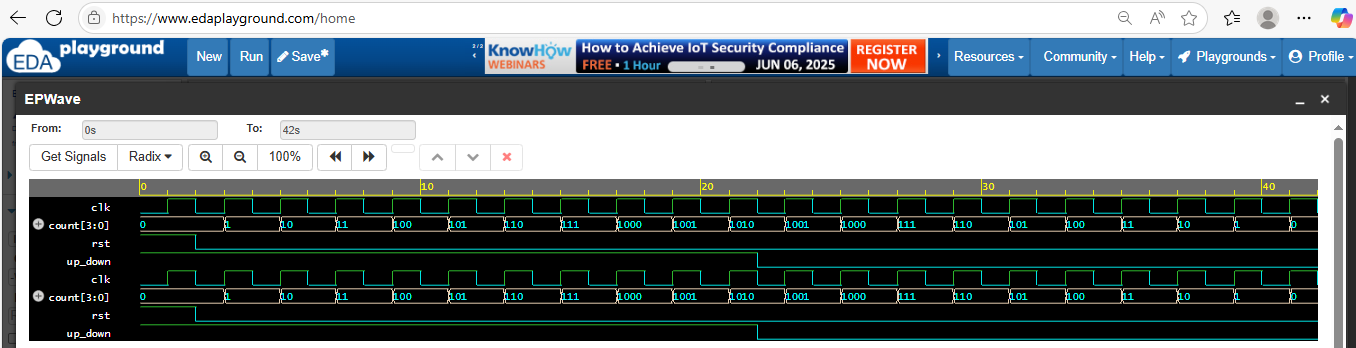 https://www.edaplayground.com/home
EDA playground New Run Save* 2/2 KnowHow WEBINARS How to Achieve IoT Security Compliance REGISTER NOW Resources Community Help Playgrounds Profile
FREE • 1 Hour JUN 06, 2025
EPWave
From: 0s To: 42s
Get Signals Radix 100%
0 10 20 30 40
clk
count[3:0] 0 1 10 11 100 101 110 111 1000 1001 1010 1001 1000 111 110 101 100 11 10 1 0
rst
up_down
clk
count[3:0] 0 1 10 11 100 101 110 111 1000 1001 1010 1001 1000 111 110 101 100 11 10 1 0
rst
up_down